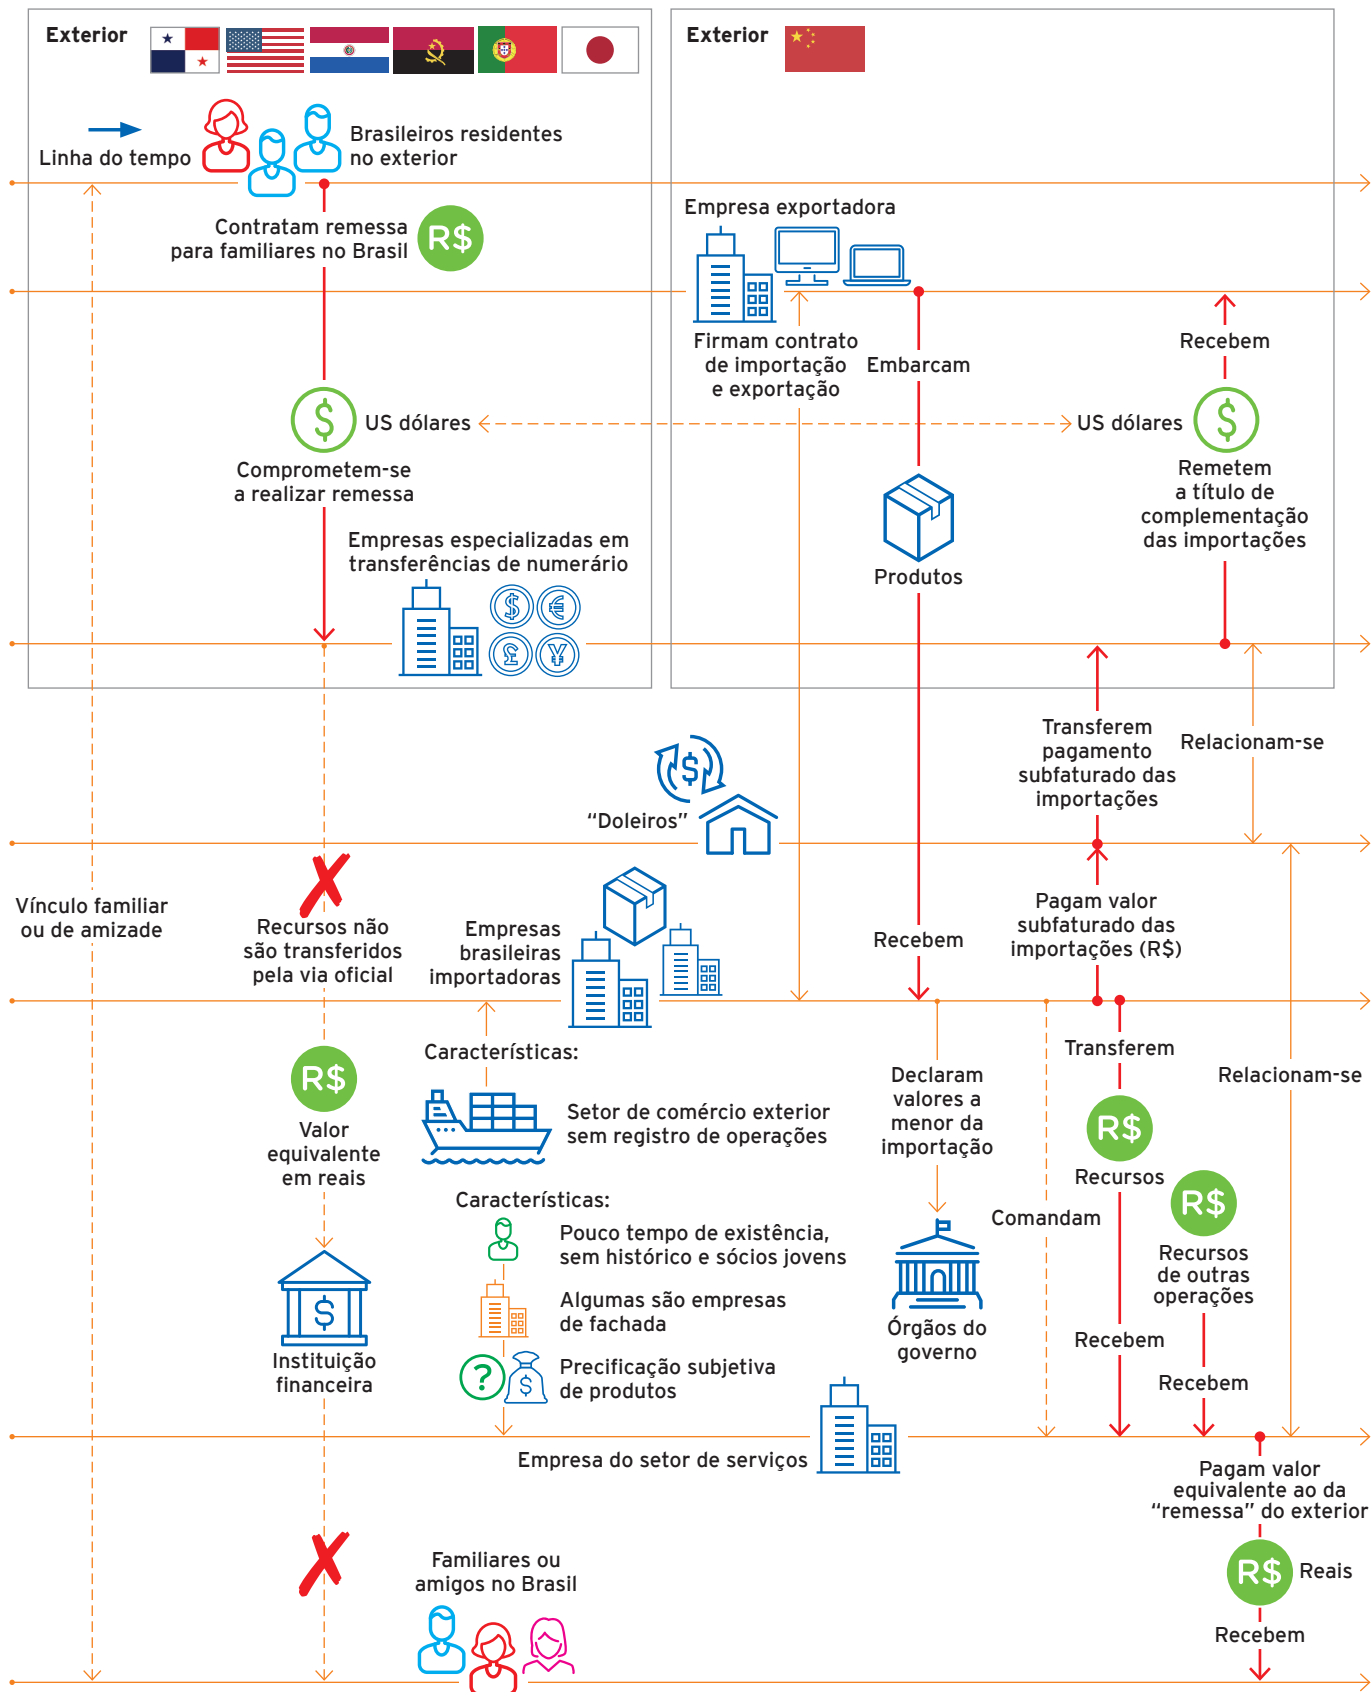 Exterior
Exterior
Linha do tempo
Brasileiros residentes
no exterior
Contratam remessa
para familiares no Brasil
R$
Empresa exportadora
Firmam contrato
de importação
e exportação
Embarcam
Recebem
$
US dólares
US dólares
$
Comprometem-se
a realizar remessa
Remetem
a título de
complementação
das importações
Empresas especializadas em
transferências de numerário
$
€
£
¥
Produtos
Transferem
pagamento
subfaturado das
importações
Relacionam-se
$
“Doleiros”
Vínculo familiar
ou de amizade
Recursos não
são transferidos
pela via oficial
Empresas
brasileiras
importadoras
Recebem
Pagam valor
subfaturado das
importações (R$)
R$
Valor
equivalente
em reais
Características:
Setor de comércio exterior
sem registro de operações
Declaram
valores a
menor da
importação
Transferem
R$
Recursos
Relacionam-se
Características:
Pouco tempo de existência,
sem histórico e sócios jovens
Algumas são empresas
de fachada
?
$
Precificação subjetiva
de produtos
Comandam
R$
Recursos
de outras
operações
$
Instituição
financeira
Órgãos do
governo
Recebem
Recebem
Empresa do setor de serviços
Pagam valor
equivalente ao da
“remessa” do exterior
R$
Reais
Familiares ou
amigos no Brasil
Recebem